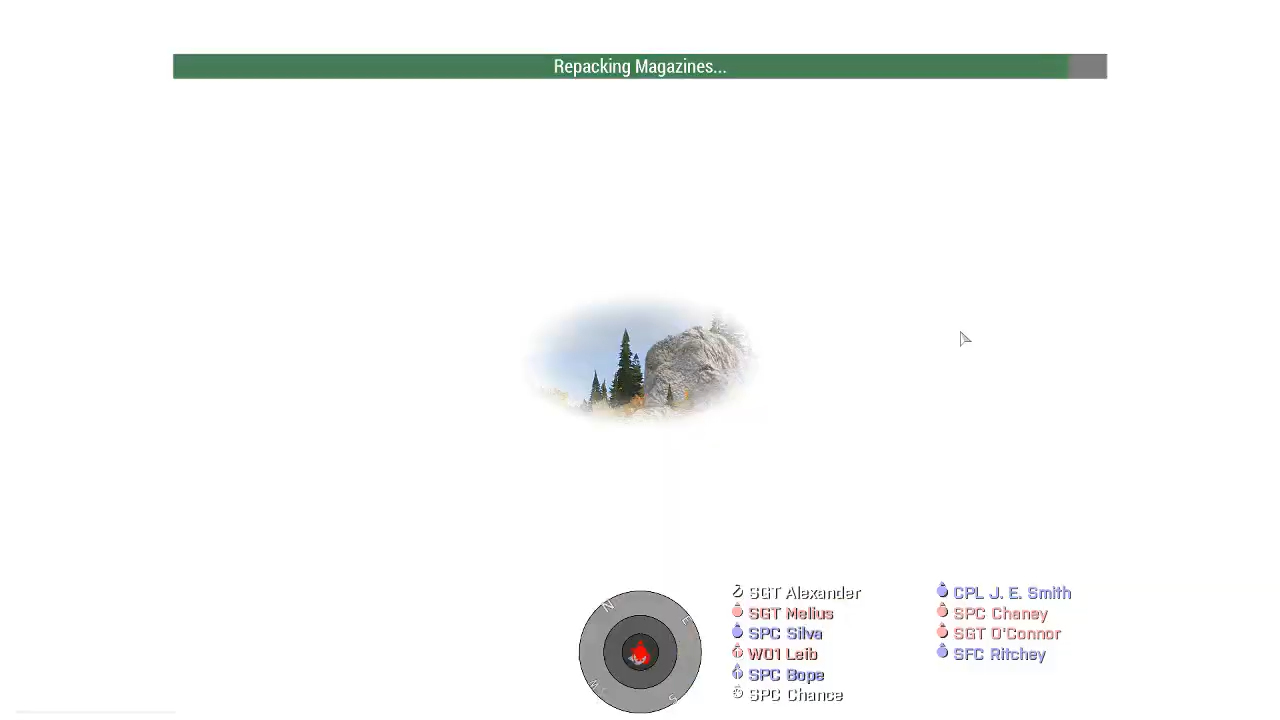 Repacking Magazines...
N
E
W
S
SGT Alexander
SGT Melius
SPC Silva
WO1 Leib
SPC Bope
SPC Chance
CPL J. E. Smith
SPC Chaney
SGT O'Connor
SFC Ritchey